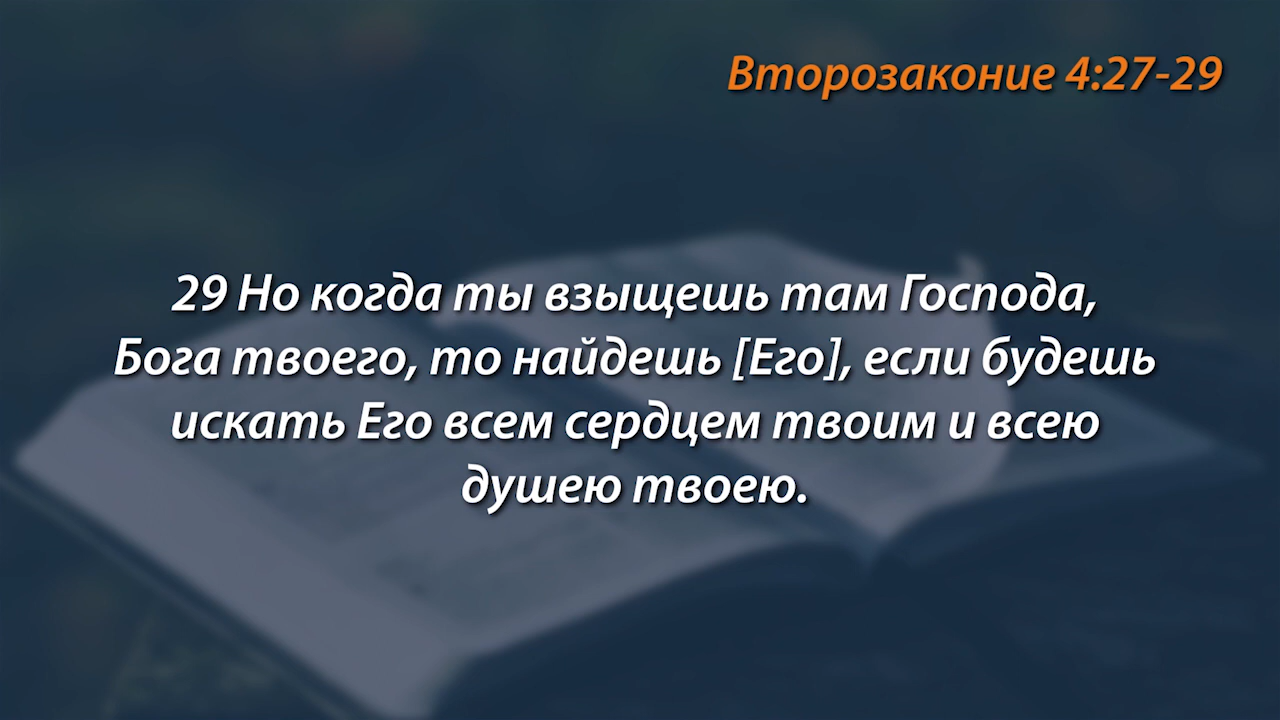 Второзаконие 4:27-29
29 Но когда ты взыщешь там Господа,
Бога твоего, то найдешь [Его], если будешь
искать Его всем сердцем твоим и всею
душею твоею.